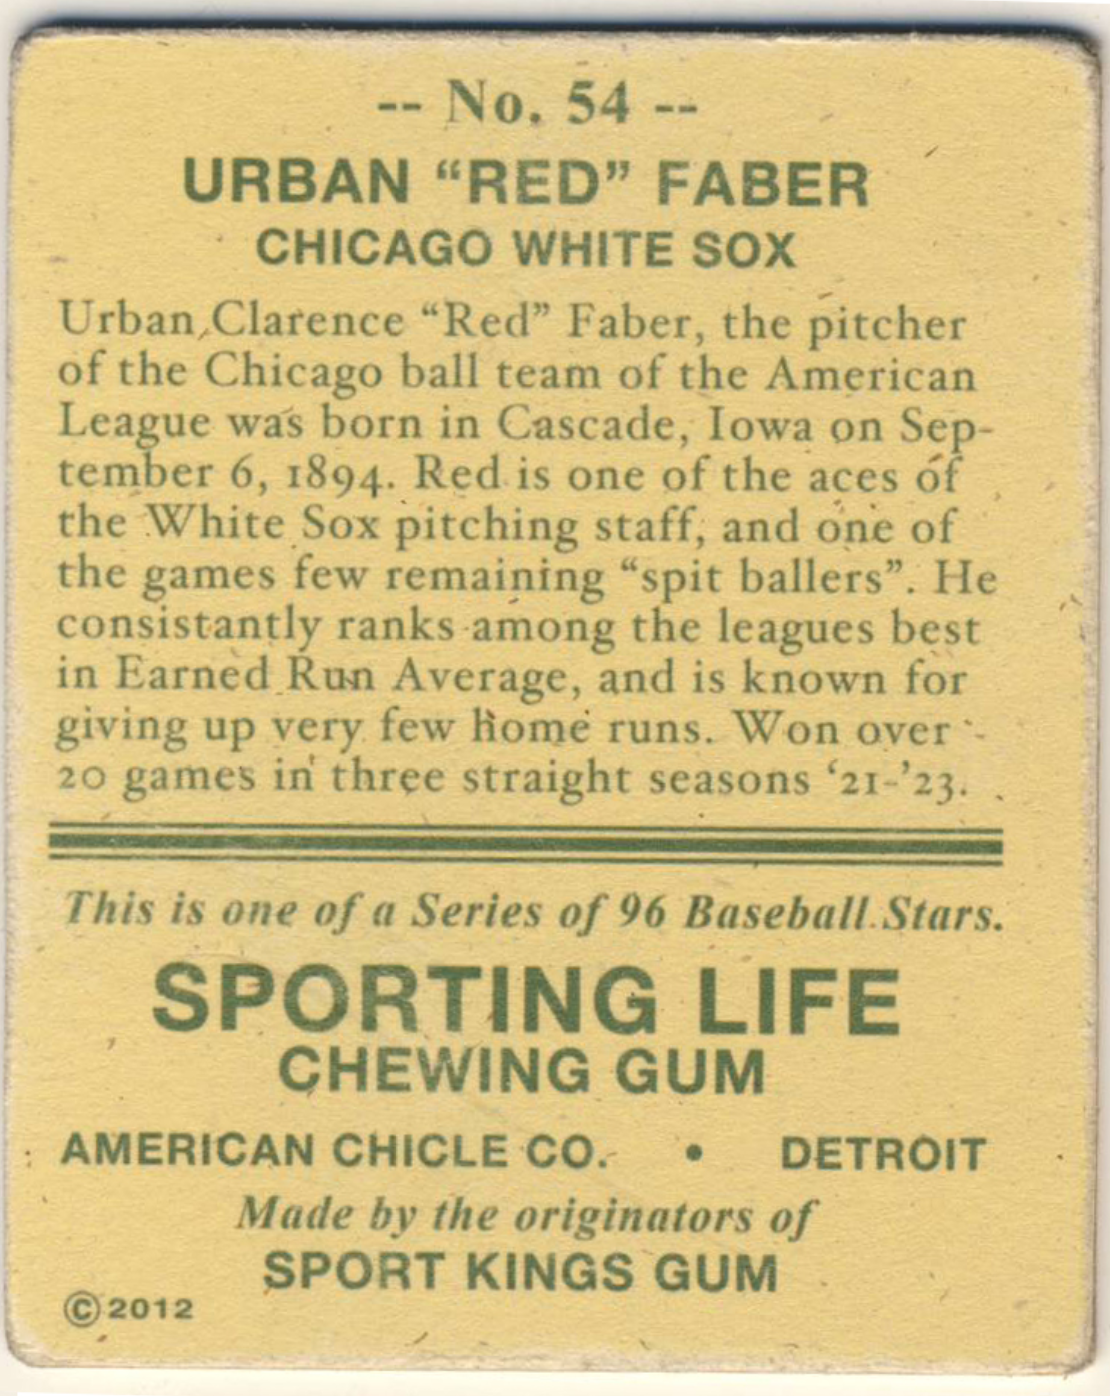 -- No. 54 --
URBAN “RED” FABER
CHICAGO WHITE SOX
Urban Clarence “Red” Faber, the pitcher
of the Chicago ball team of the American
League was born in Cascade, Iowa on Sep-
tember 6, 1894. Red is one of the aces of
the White Sox pitching staff, and one of
the games few remaining “spit ballers”. He
consistantly ranks among the leagues best
in Earned Run Average, and is known for
giving up very few home runs. Won over
20 games in three straight seasons ‘21-’23.
This is one of a Series of 96 Baseball Stars.
SPORTING LIFE
CHEWING GUM
AMERICAN CHICLE CO. • DETROIT
Made by the originators of
SPORT KINGS GUM
©2012